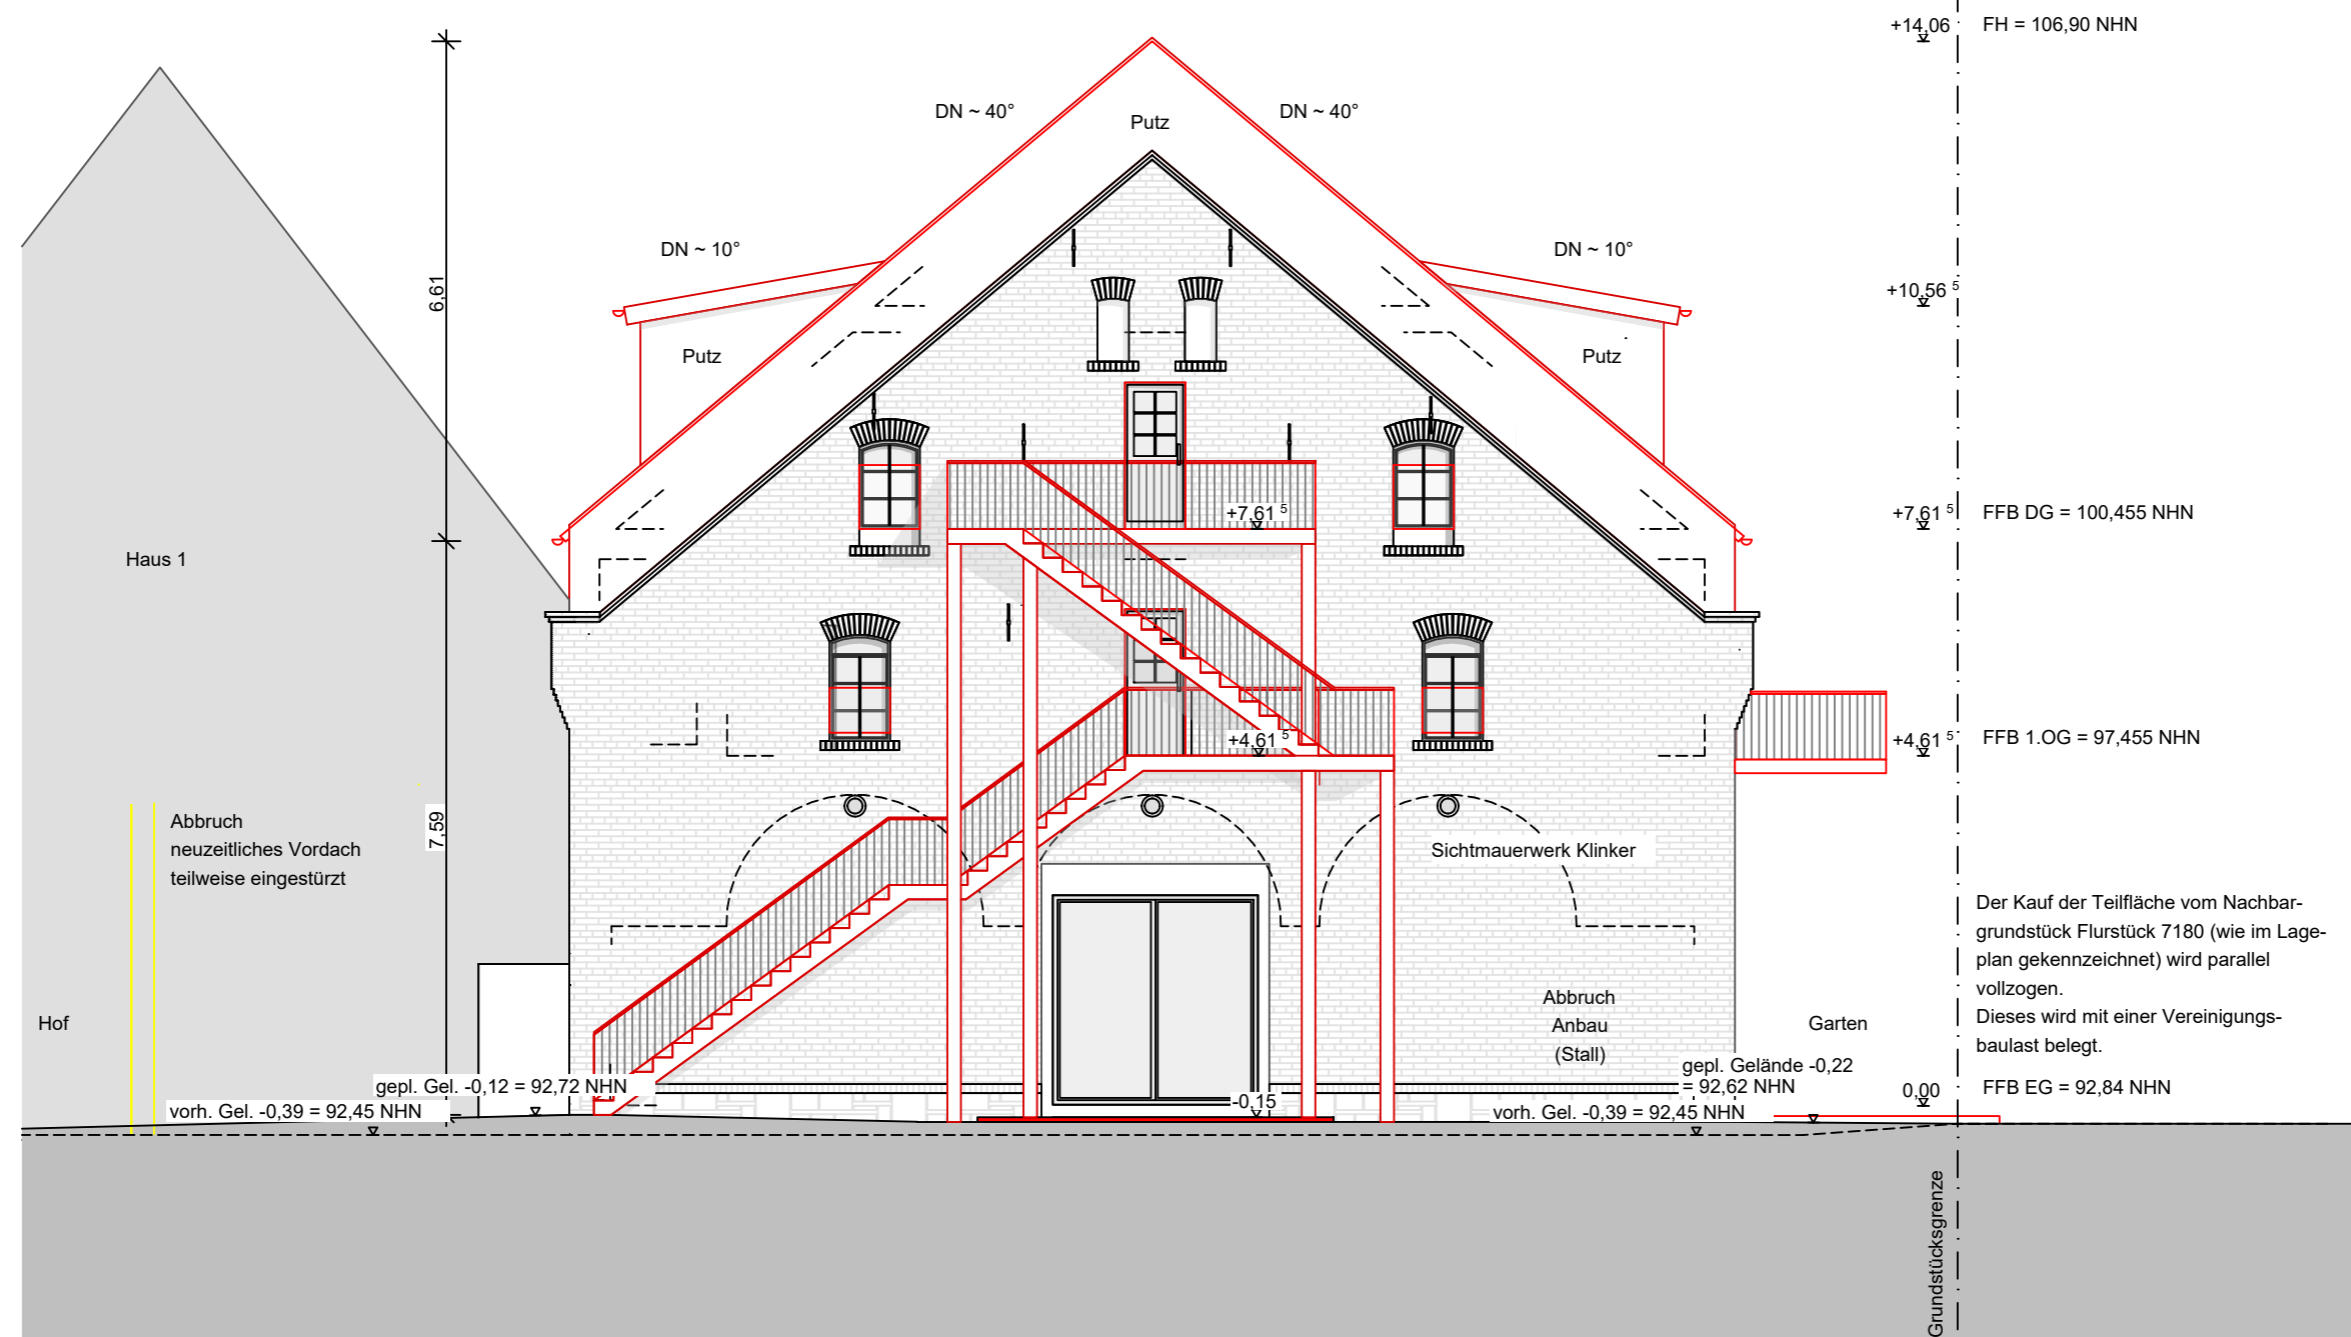 +14,06
FH = 106,90 NHN
DN ~ 40°
DN ~ 40°
Putz
DN ~ 10°
DN ~ 10°
6,61
+10,56 5
Putz
Putz
+7,61 5
+7,61 5
FFB DG = 100,455 NHN
Haus 1
+4,61 5
+4,61 5
FFB 1.OG = 97,455 NHN
Abbruch
neuzeitliches Vordach
teilweise eingestürzt
7,59
Sichtmauerwerk Klinker
Der Kauf der Teilfläche vom Nachbar-
grundstück Flurstück 7180 (wie im Lage-
plan gekennzeichnet) wird parallel
vollzogen.
Dieses wird mit einer Vereinigungs-
baulast belegt.
Hof
Abbruch
Anbau
(Stall)
Garten
gepl. Gel. -0,12 = 92,72 NHN
gepl. Gelände -0,22
= 92,62 NHN
0,00
FFB EG = 92,84 NHN
vorh. Gel. -0,39 = 92,45 NHN
-0,15
vorh. Gel. -0,39 = 92,45 NHN
Grundstücksgrenze